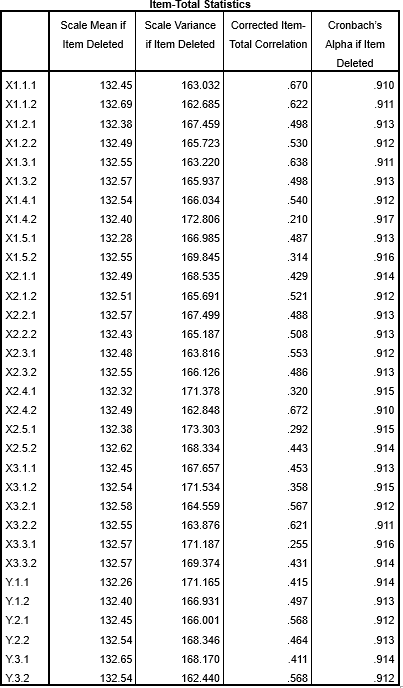 Item-Total Statistics
Scale Mean if Item Deleted Scale Variance if Item Deleted Corrected Item-Total Correlation Cronbach's Alpha if Item Deleted
X1.1.1 132.45 163.032 .670 .910
X1.1.2 132.69 162.685 .622 .911
X1.2.1 132.38 167.459 .498 .913
X1.2.2 132.49 165.723 .530 .912
X1.3.1 132.55 163.220 .638 .911
X1.3.2 132.57 165.937 .498 .913
X1.4.1 132.54 166.034 .540 .912
X1.4.2 132.40 172.806 .210 .917
X1.5.1 132.28 166.985 .487 .913
X1.5.2 132.55 169.845 .314 .916
X2.1.1 132.49 168.535 .429 .914
X2.1.2 132.51 165.691 .521 .912
X2.2.1 132.57 167.499 .488 .913
X2.2.2 132.43 165.187 .508 .913
X2.3.1 132.48 163.816 .553 .912
X2.3.2 132.55 166.126 .486 .913
X2.4.1 132.32 171.378 .320 .915
X2.4.2 132.49 162.848 .672 .910
X2.5.1 132.38 173.303 .292 .915
X2.5.2 132.62 168.334 .443 .914
X3.1.1 132.45 167.657 .453 .913
X3.1.2 132.54 171.534 .358 .915
X3.2.1 132.58 164.559 .567 .912
X3.2.2 132.55 163.876 .621 .911
X3.3.1 132.57 171.187 .255 .916
X3.3.2 132.57 169.374 .431 .914
Y.1.1 132.26 171.165 .415 .914
Y.1.2 132.40 166.931 .497 .913
Y.2.1 132.45 166.001 .568 .912
Y.2.2 132.54 168.346 .464 .913
Y.3.1 132.65 168.170 .411 .914
Y.3.2 132.54 162.440 .568 .912